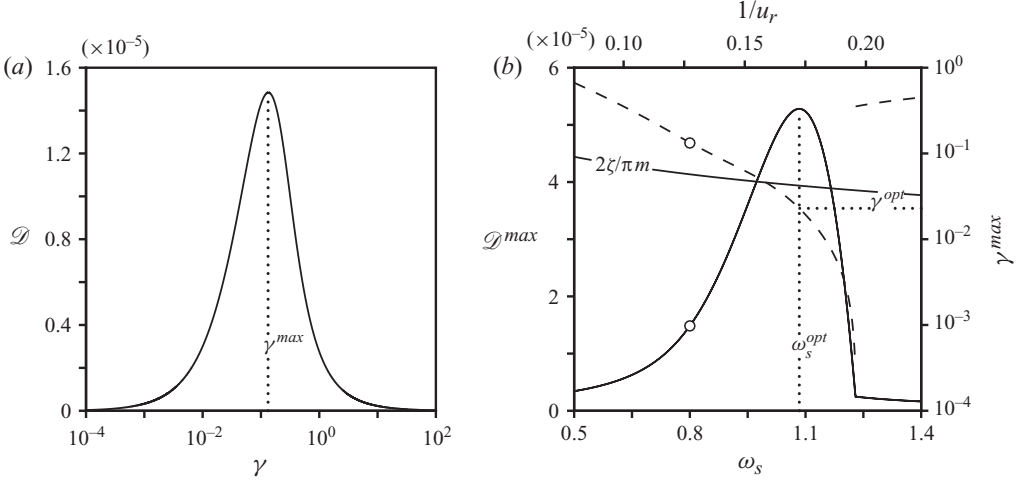 1/u_r
(×10⁻⁵)
(×10⁻⁵) 0.10 0.15 0.20
(a) 1.6
(b) 6 10⁰
1.2
2ζ/πm 10⁻¹
4
γ^opt
𝒟 0.8
𝒟^max 10⁻² γ^max
2
0.4 γ^max
ω_s^opt 10⁻³
0
0 10⁻⁴
10⁻⁴ 10⁻² 10⁰ 10²
0.5 0.8 1.1 1.4
γ
ω_s